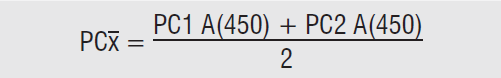 PCx̅ = PC1 A(450) + PC2 A(450)
2